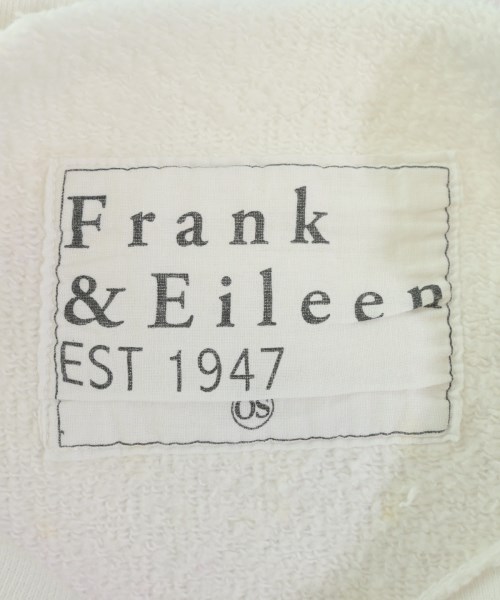 Frank
& Eileen
EST 1947
OS